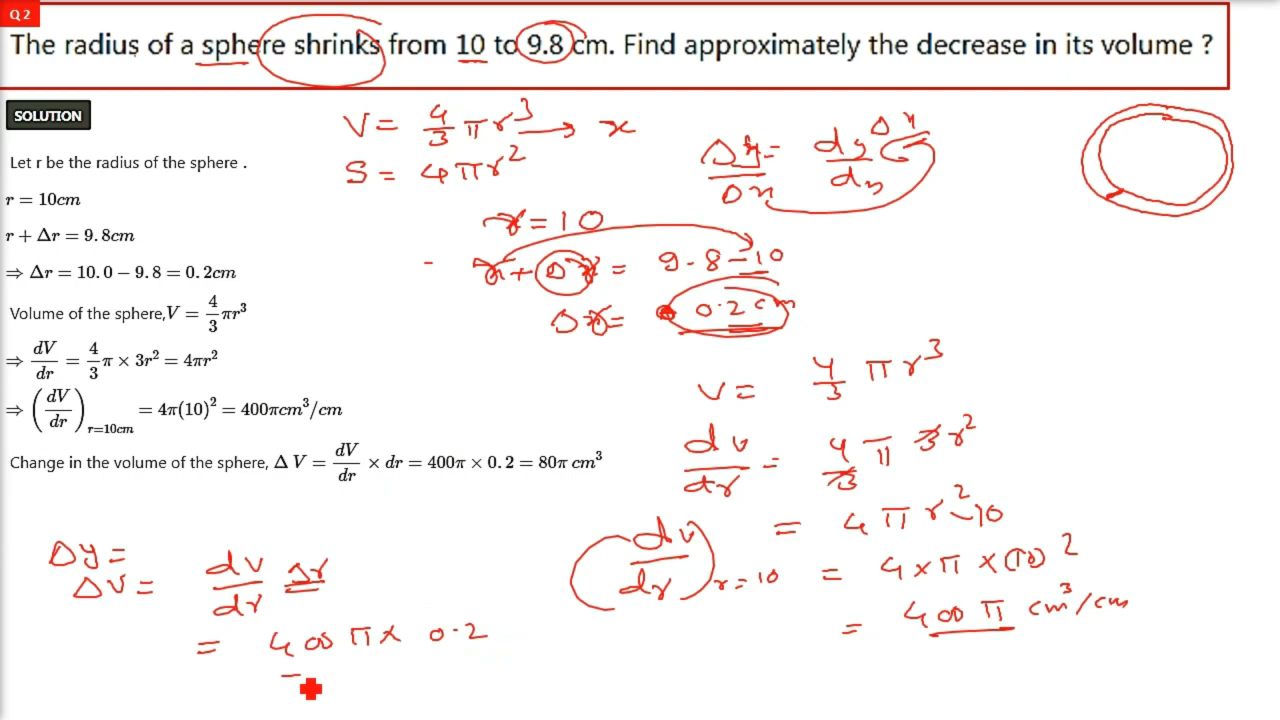 Q 2
The radius of a sphere shrinks from 10 to 9.8 cm. Find approximately the decrease in its volume ?
SOLUTION
Let r be the radius of the sphere .
r = 10cm
r + Δr = 9.8cm
⇒ Δr = 10.0 − 9.8 = 0.2cm
Volume of the sphere,V = 4/3 πr³
⇒ dV/dr = 4/3 π × 3r² = 4πr²
⇒ (dV/dr)r=10cm = 4π(10)² = 400πcm³/cm
Change in the volume of the sphere, Δ V = dV/dr × dr = 400π × 0.2 = 80π cm³
V = 4/3 πr³ → x
S = 4πr²
Δy/Δx = dy/dx Δx
r = 10
r + Δr = 9.8 − 10
Δr = 0.2 cm
V = 4/3 π r³
dv/dr = 4/3 π 3r²
= 4πr² 10
(dv/dr) r=10 = 4×π×(10)²
= 400 π cm³/cm
Δy =
ΔV = dv/dr Δr
= 400 π × 0.2